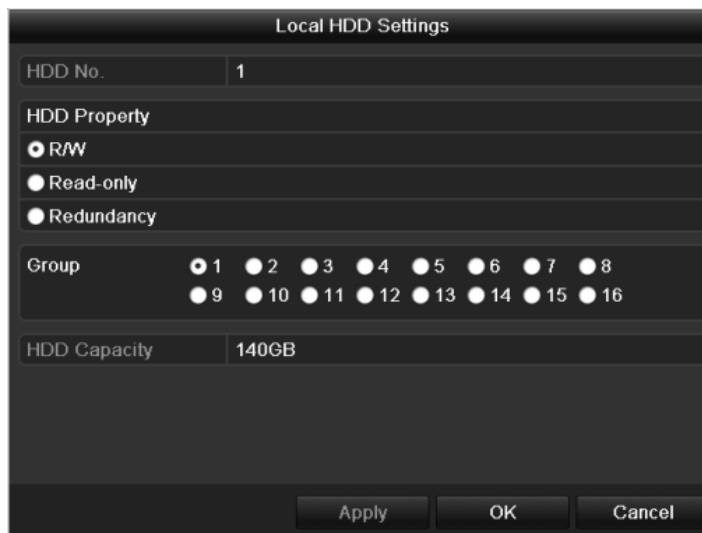 Local HDD Settings
HDD No. 1
HDD Property
R/W
Read-only
Redundancy
Group 1 2 3 4 5 6 7 8
9 10 11 12 13 14 15 16
HDD Capacity 140GB
Apply OK Cancel